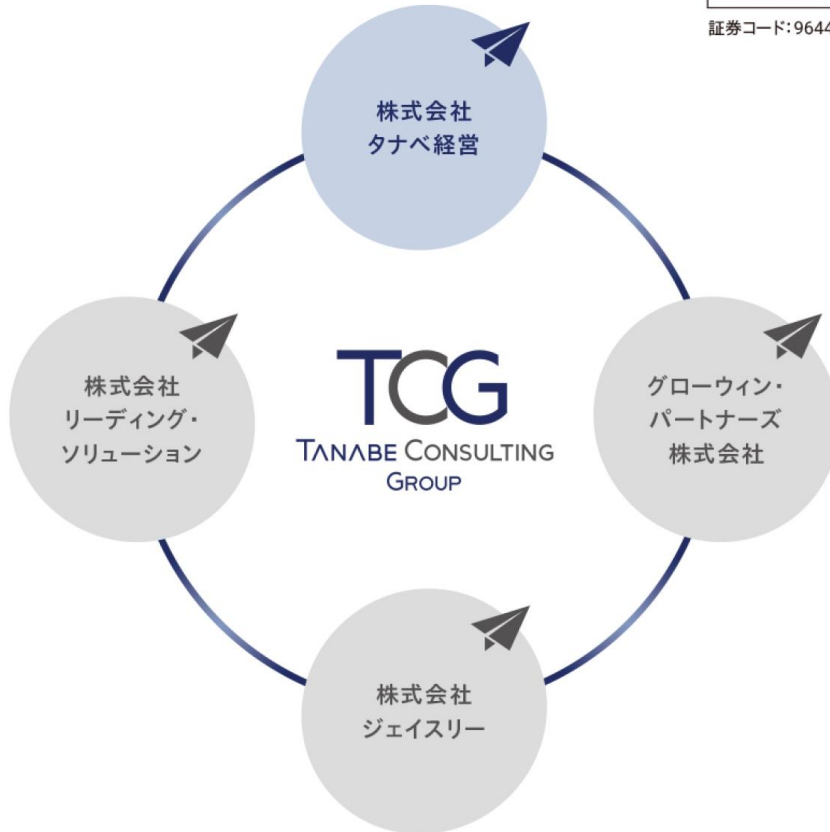 証券コード：9644
株式会社
タナベ経営
株式会社
リーディング・
ソリューション
TCG
TANABE CONSULTING
GROUP
グローウィン・
パートナーズ
株式会社
株式会社
ジェイスリー